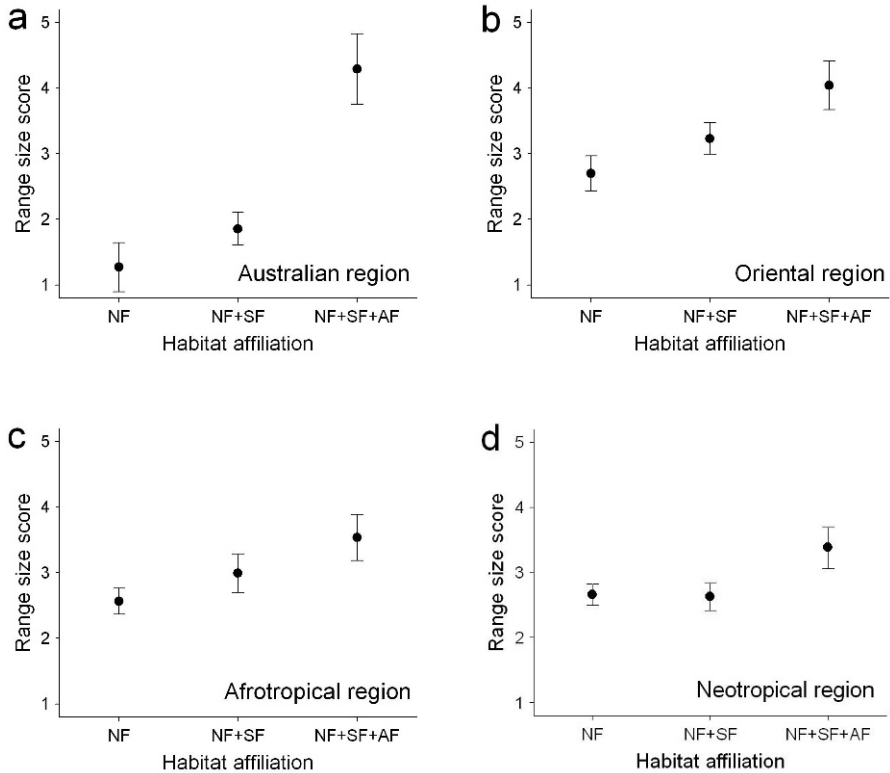 a
5
4
3
2
1
Range size score
Australian region
NF
NF+SF
NF+SF+AF
Habitat affiliation
b
5
4
3
2
1
Range size score
Oriental region
NF
NF+SF
NF+SF+AF
Habitat affiliation
c
5
4
3
2
1
Range size score
Afrotropical region
NF
NF+SF
NF+SF+AF
Habitat affiliation
d
5
4
3
2
1
Range size score
Neotropical region
NF
NF+SF
NF+SF+AF
Habitat affiliation